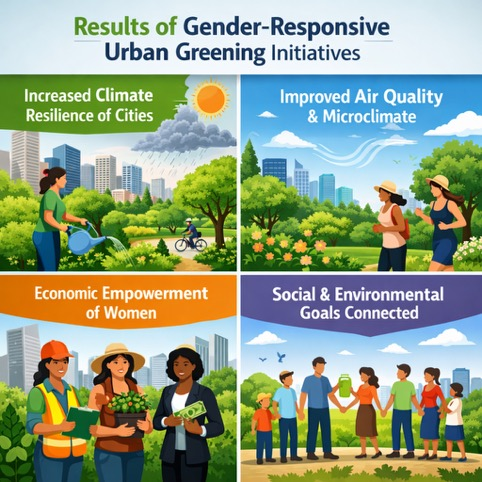 Results of Gender-Responsive
Urban Greening Initiatives
Increased Climate
Resilience of Cities
Improved Air Quality
& Microclimate
Economic Empowerment
of Women
Social & Environmental
Goals Connected